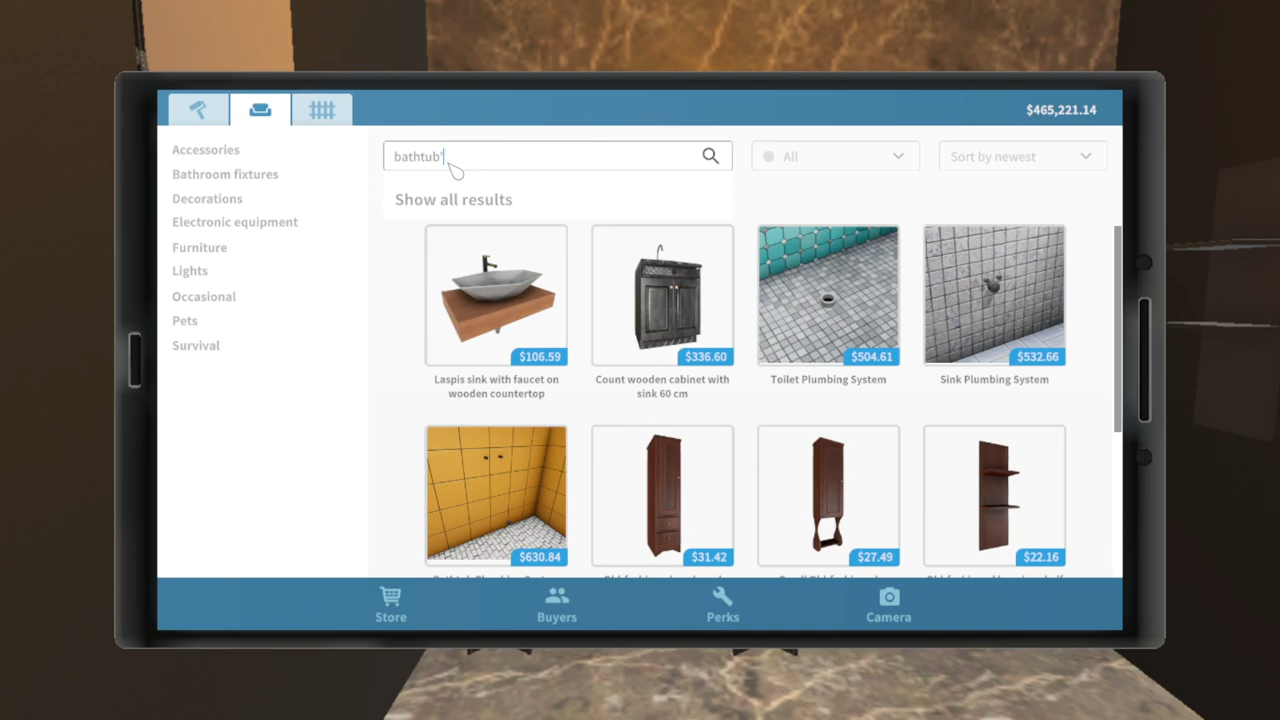 $465,221.14
Accessories
Bathroom fixtures
Decorations
Electronic equipment
Furniture
Lights
Occasional
Pets
Survival
bathtub'
All
Sort by newest
Show all results
$106.59
$336.60
$504.61
$532.66
Laspis sink with faucet on
wooden countertop
Count wooden cabinet with
sink 60 cm
Toilet Plumbing System
Sink Plumbing System
$630.84
$31.42
$27.49
$22.16
Store
Buyers
Perks
Camera